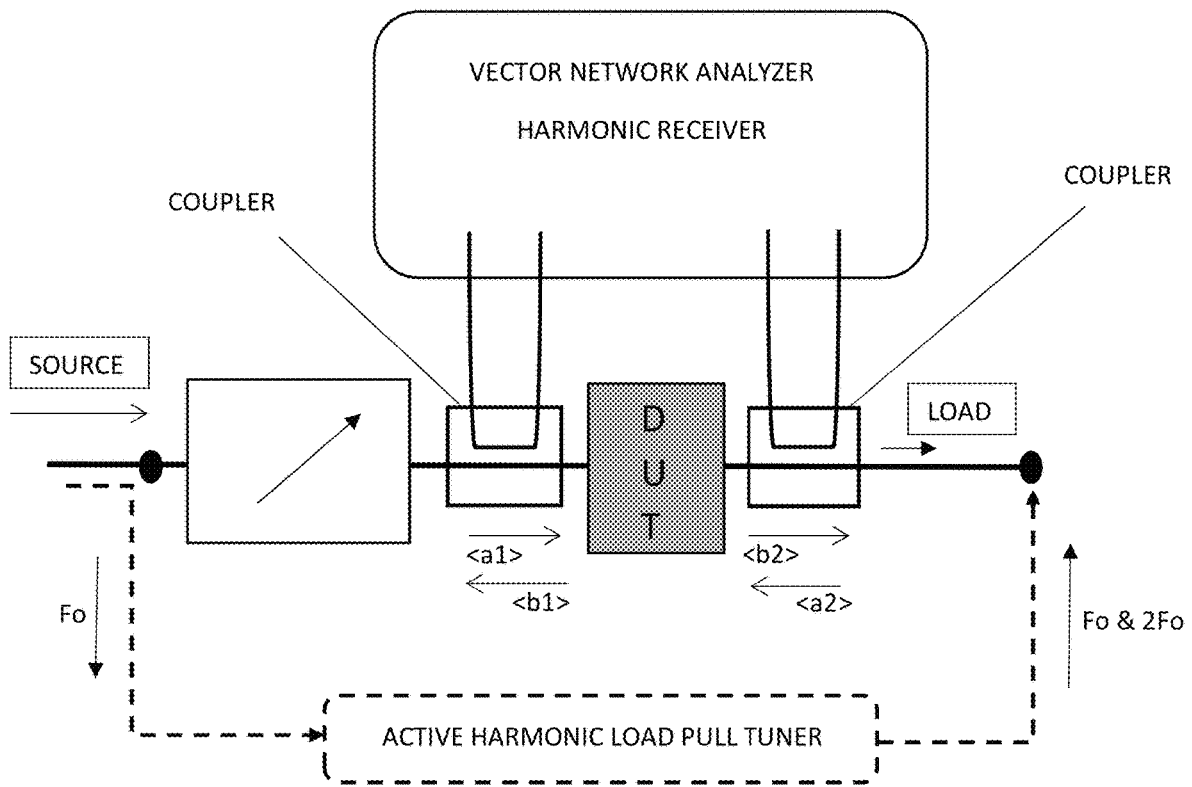 VECTOR NETWORK ANALYZER
HARMONIC RECEIVER
COUPLER
COUPLER
SOURCE
LOAD
D
U
T
<a1>
<b1>
<b2>
<a2>
Fo
Fo & 2Fo
ACTIVE HARMONIC LOAD PULL TUNER